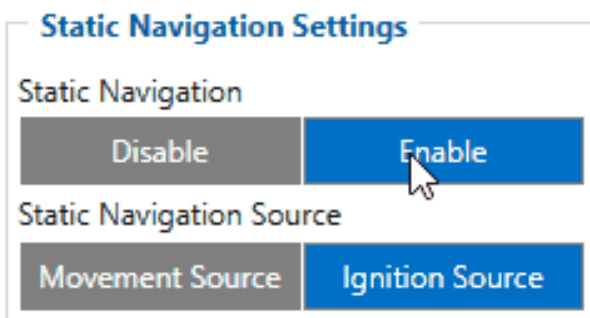 Static Navigation Settings
Static Navigation
Disable Enable
Static Navigation Source
Movement Source Ignition Source